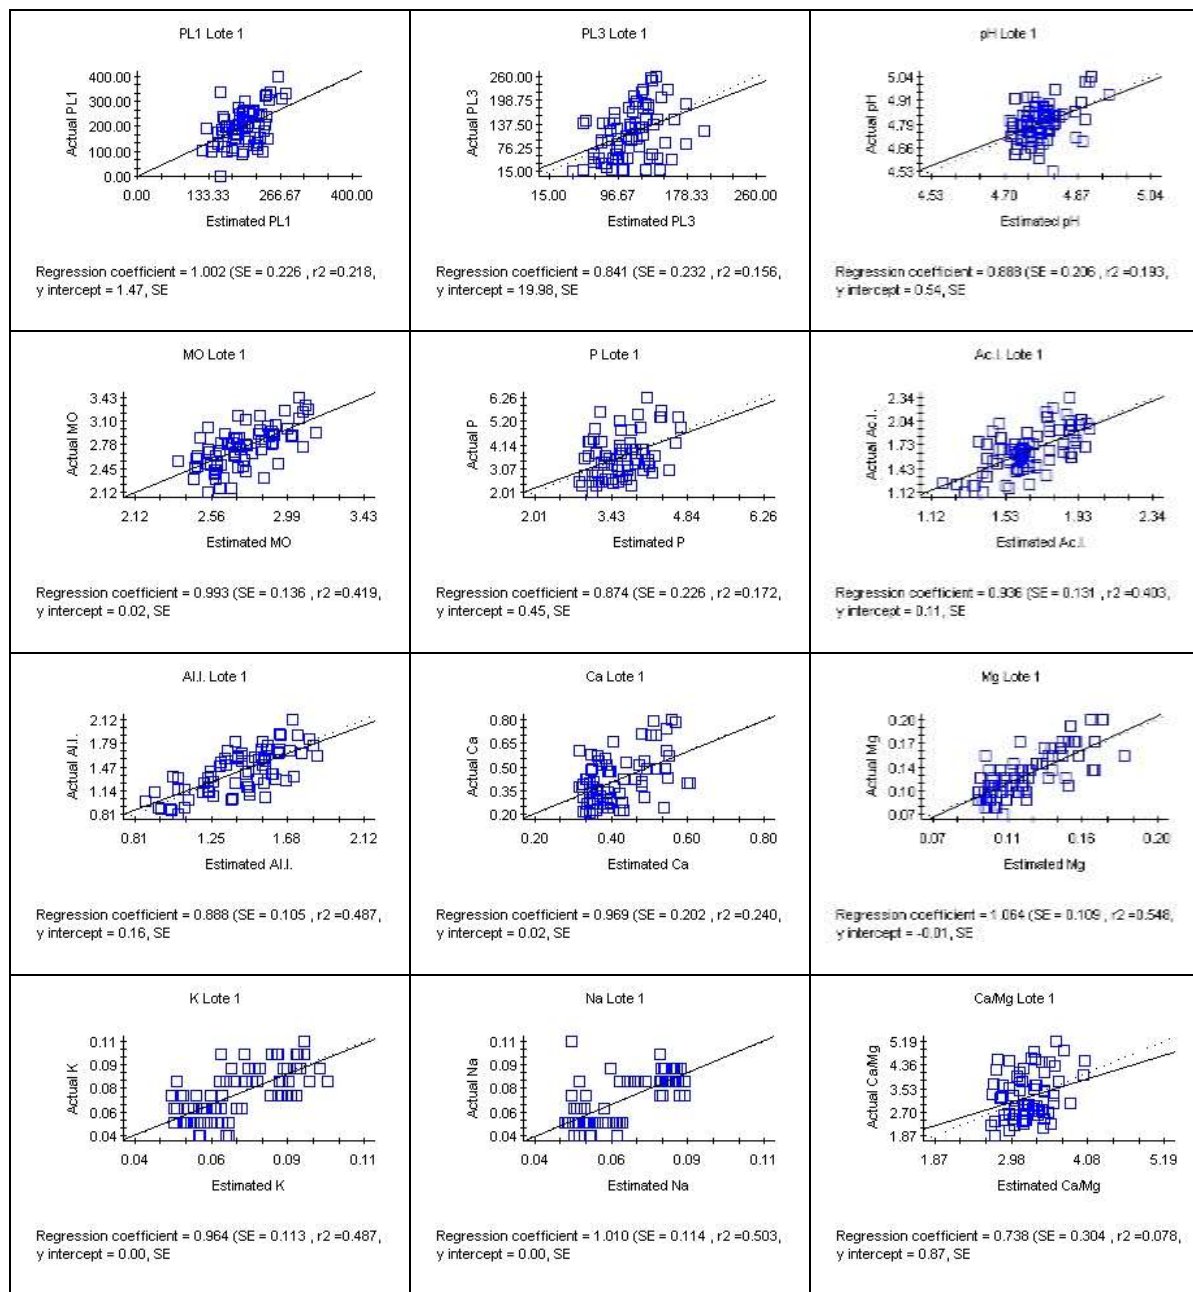 PL1 Lote 1
Actual PL1
400.00
300.00
200.00
100.00
0.00
0.00 133.33 266.67 400.00
Estimated PL1
Regression coefficient = 1.002 (SE = 0.226 , r2 =0.218,
y intercept = 1.47, SE
PL3 Lote 1
Actual PL3
260.00
198.75
137.50
76.25
15.00
15.00 96.67 178.33 260.00
Estimated PL3
Regression coefficient = 0.841 (SE = 0.232 , r2 =0.156,
y intercept = 19.98, SE
pH Lote 1
Actual pH
5.04
4.91
4.79
4.66
4.53
4.53 4.70 4.87 5.04
Estimated pH
Regression coefficient = 0.888 (SE = 0.206 , r2 =0.193,
y intercept = 0.54, SE
MO Lote 1
Actual MO
3.43
3.10
2.78
2.45
2.12
2.12 2.56 2.99 3.43
Estimated MO
Regression coefficient = 0.993 (SE = 0.136 , r2 =0.419,
y intercept = 0.02, SE
P Lote 1
Actual P
6.26
5.20
4.14
3.07
2.01
2.01 3.43 4.84 6.26
Estimated P
Regression coefficient = 0.874 (SE = 0.226 , r2 =0.172,
y intercept = 0.45, SE
Ac.I. Lote 1
Actual Ac.I.
2.34
2.04
1.73
1.43
1.12
1.12 1.53 1.93 2.34
Estimated Ac.I.
Regression coefficient = 0.936 (SE = 0.131 , r2 =0.403,
y intercept = 0.11, SE
Al.I. Lote 1
Actual Al.I.
2.12
1.79
1.47
1.14
0.81
0.81 1.25 1.68 2.12
Estimated Al.I.
Regression coefficient = 0.888 (SE = 0.105 , r2 =0.487,
y intercept = 0.16, SE
Ca Lote 1
Actual Ca
0.80
0.65
0.50
0.35
0.20
0.20 0.40 0.60 0.80
Estimated Ca
Regression coefficient = 0.969 (SE = 0.202 , r2 =0.240,
y intercept = 0.02, SE
Mg Lote 1
Actual Mg
0.20
0.17
0.14
0.10
0.07
0.07 0.11 0.16 0.20
Estimated Mg
Regression coefficient = 1.064 (SE = 0.109 , r2 =0.548,
y intercept = -0.01, SE
K Lote 1
Actual K
0.11
0.09
0.08
0.06
0.04
0.04 0.06 0.09 0.11
Estimated K
Regression coefficient = 0.964 (SE = 0.113 , r2 =0.487,
y intercept = 0.00, SE
Na Lote 1
Actual Na
0.11
0.09
0.08
0.06
0.04
0.04 0.06 0.09 0.11
Estimated Na
Regression coefficient = 1.010 (SE = 0.114 , r2 =0.503,
y intercept = 0.00, SE
Ca/Mg Lote 1
Actual Ca/Mg
5.19
4.36
3.53
2.70
1.87
1.87 2.98 4.08 5.19
Estimated Ca/Mg
Regression coefficient = 0.738 (SE = 0.304 , r2 =0.078,
y intercept = 0.87, SE